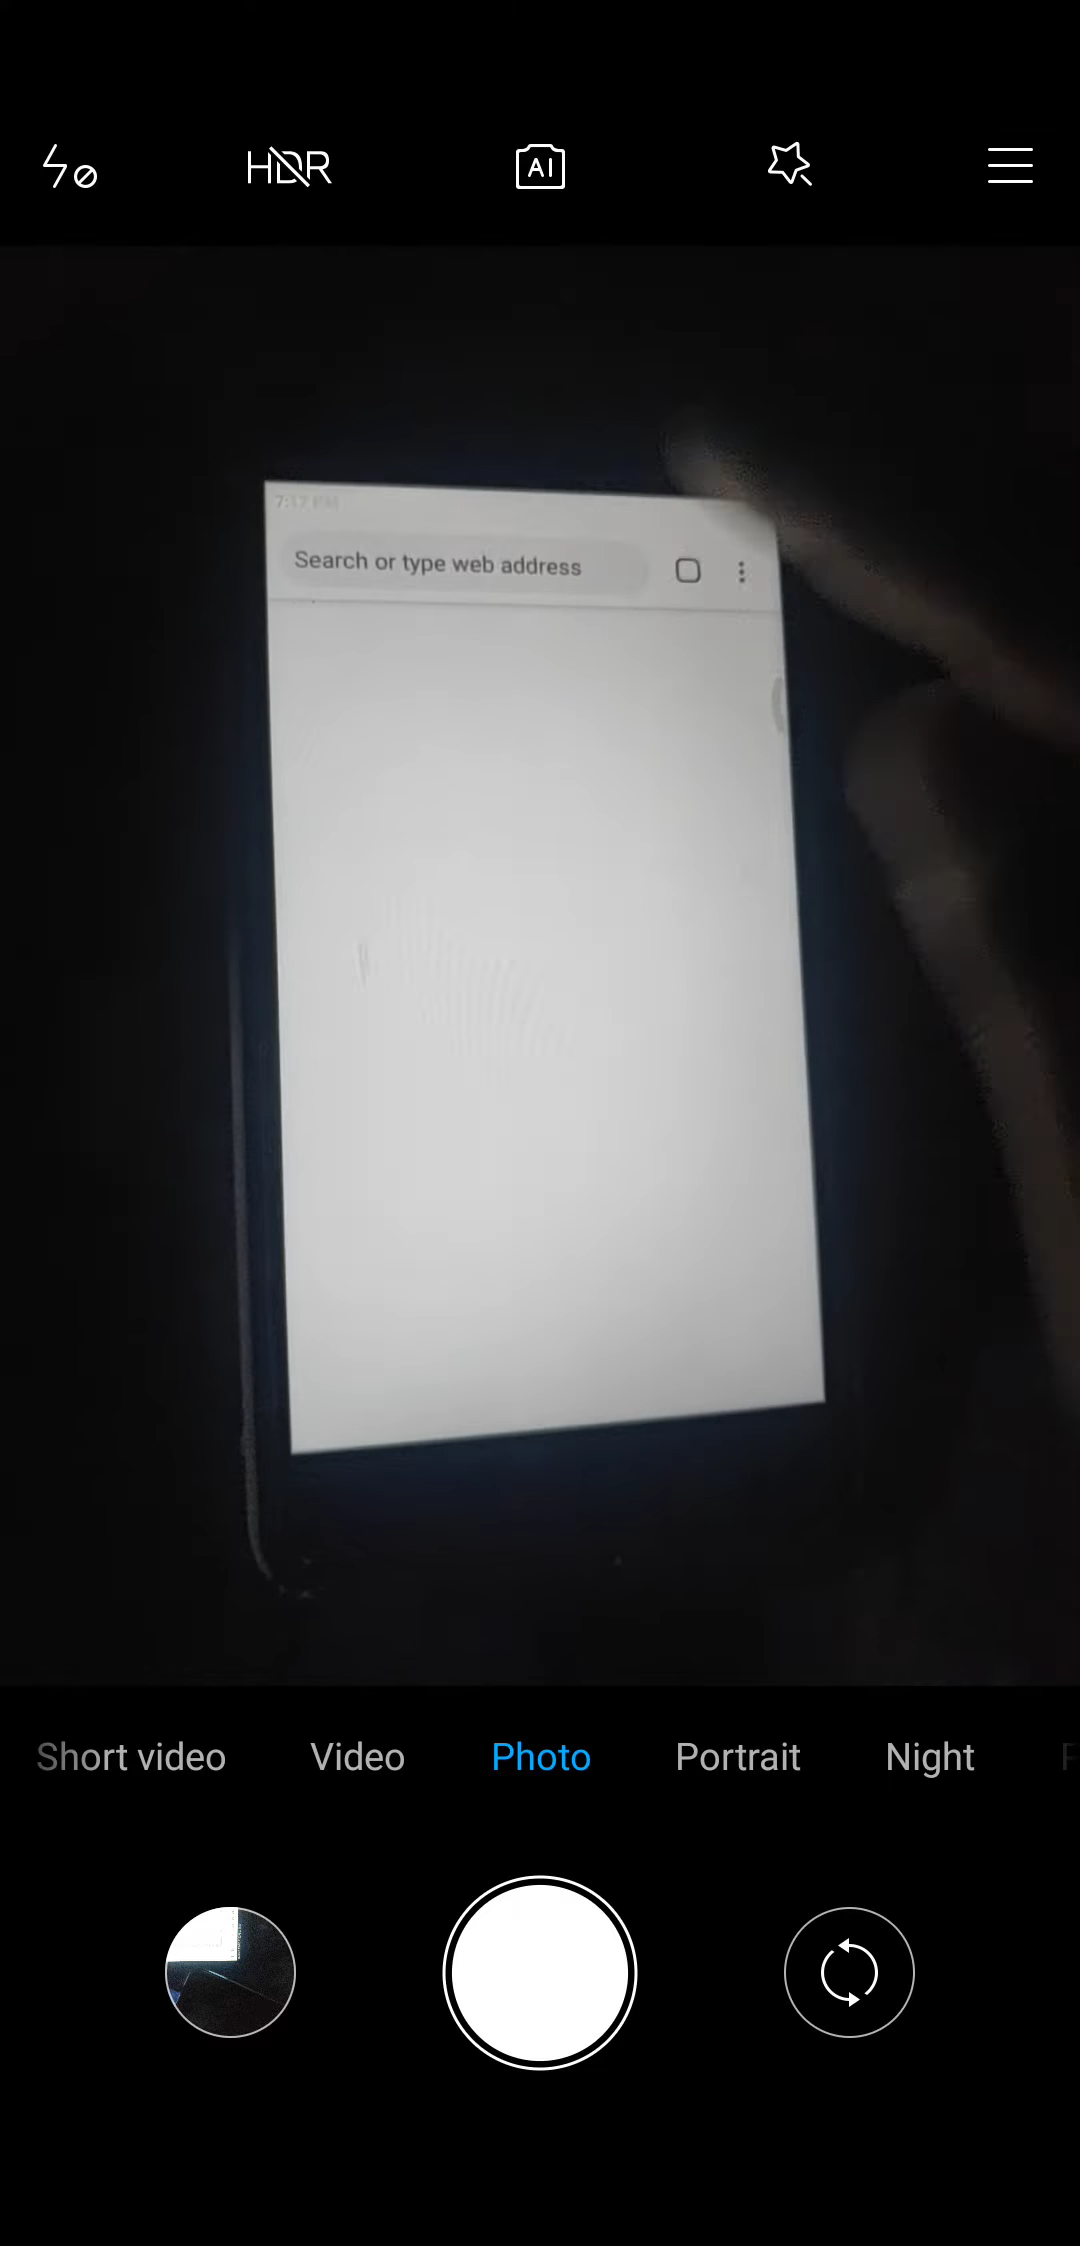 HDR
AI
7:17 PM
Search or type web address
Short video
Video
Photo
Portrait
Night